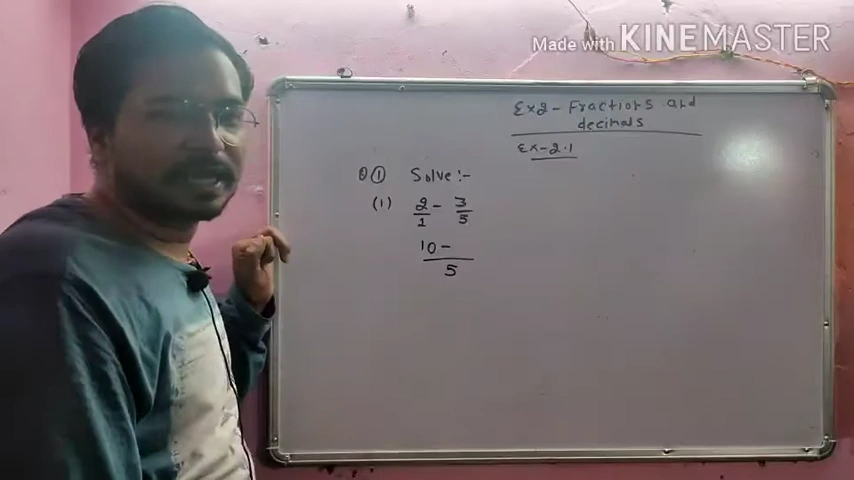 Made with KINEMASTER
Ex2-Fractions and
decimals
Ex-2.1
Q① Solve:-
(1) 2/1 - 3/5
10-
5